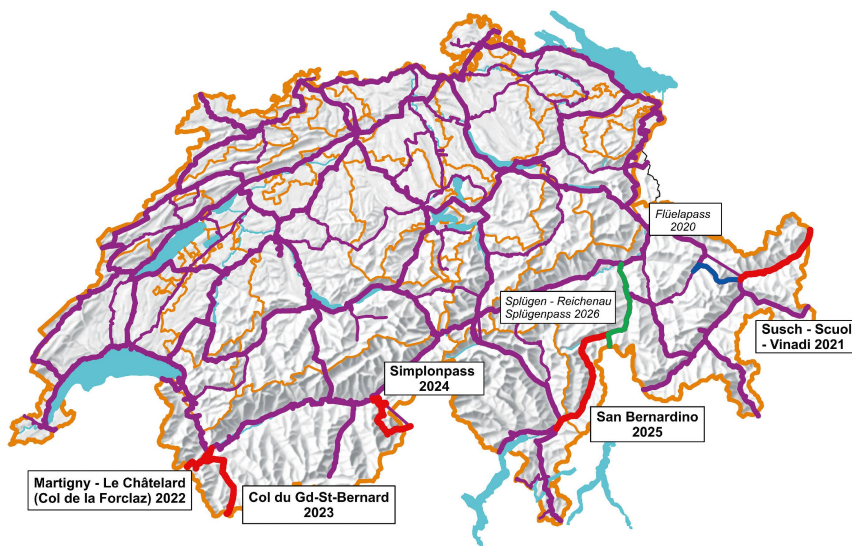 Flüelapass
2020
Splügen - Reichenau
Splügenpass 2026
Susch - Scuol
- Vinadi 2021
Simplonpass
2024
San Bernardino
2025
Martigny - Le Châtelard
(Col de la Forclaz) 2022
Col du Gd-St-Bernard
2023